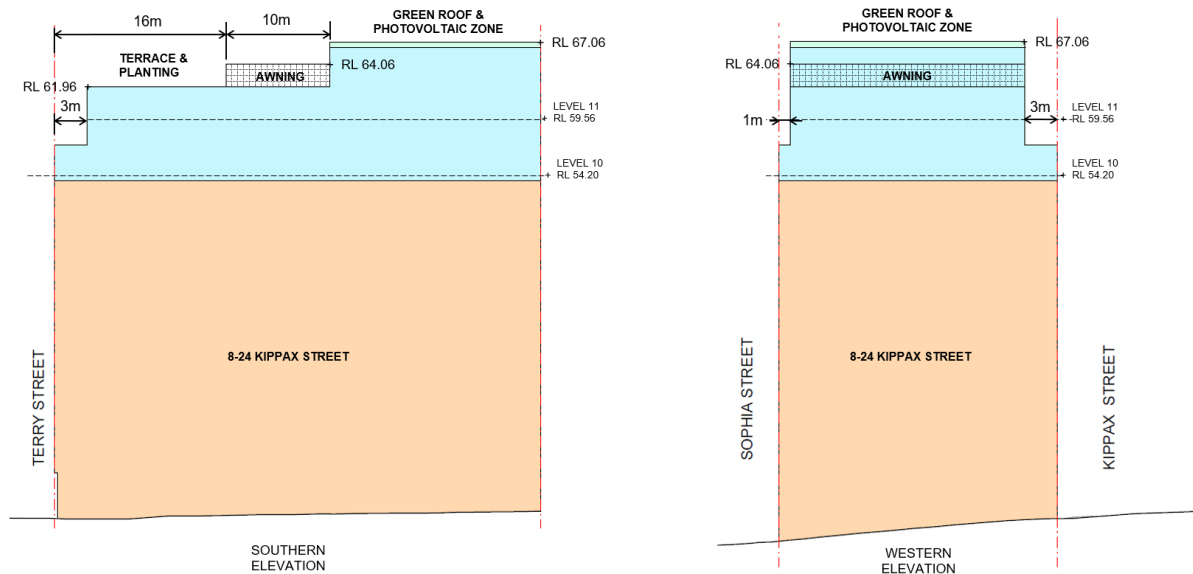 16m
10m
GREEN ROOF &
PHOTOVOLTAIC ZONE
TERRACE &
PLANTING
AWNING
RL 67.06
RL 64.06
RL 61.96
3m
LEVEL 11
RL 59.56
LEVEL 10
RL 54.20
8-24 KIPPAX STREET
TERRY STREET
SOUTHERN
ELEVATION
GREEN ROOF &
PHOTOVOLTAIC ZONE
RL 67.06
RL 64.06
AWNING
1m
3m
LEVEL 11
RL 59.56
LEVEL 10
RL 54.20
8-24 KIPPAX STREET
SOPHIA STREET
KIPPAX STREET
WESTERN
ELEVATION